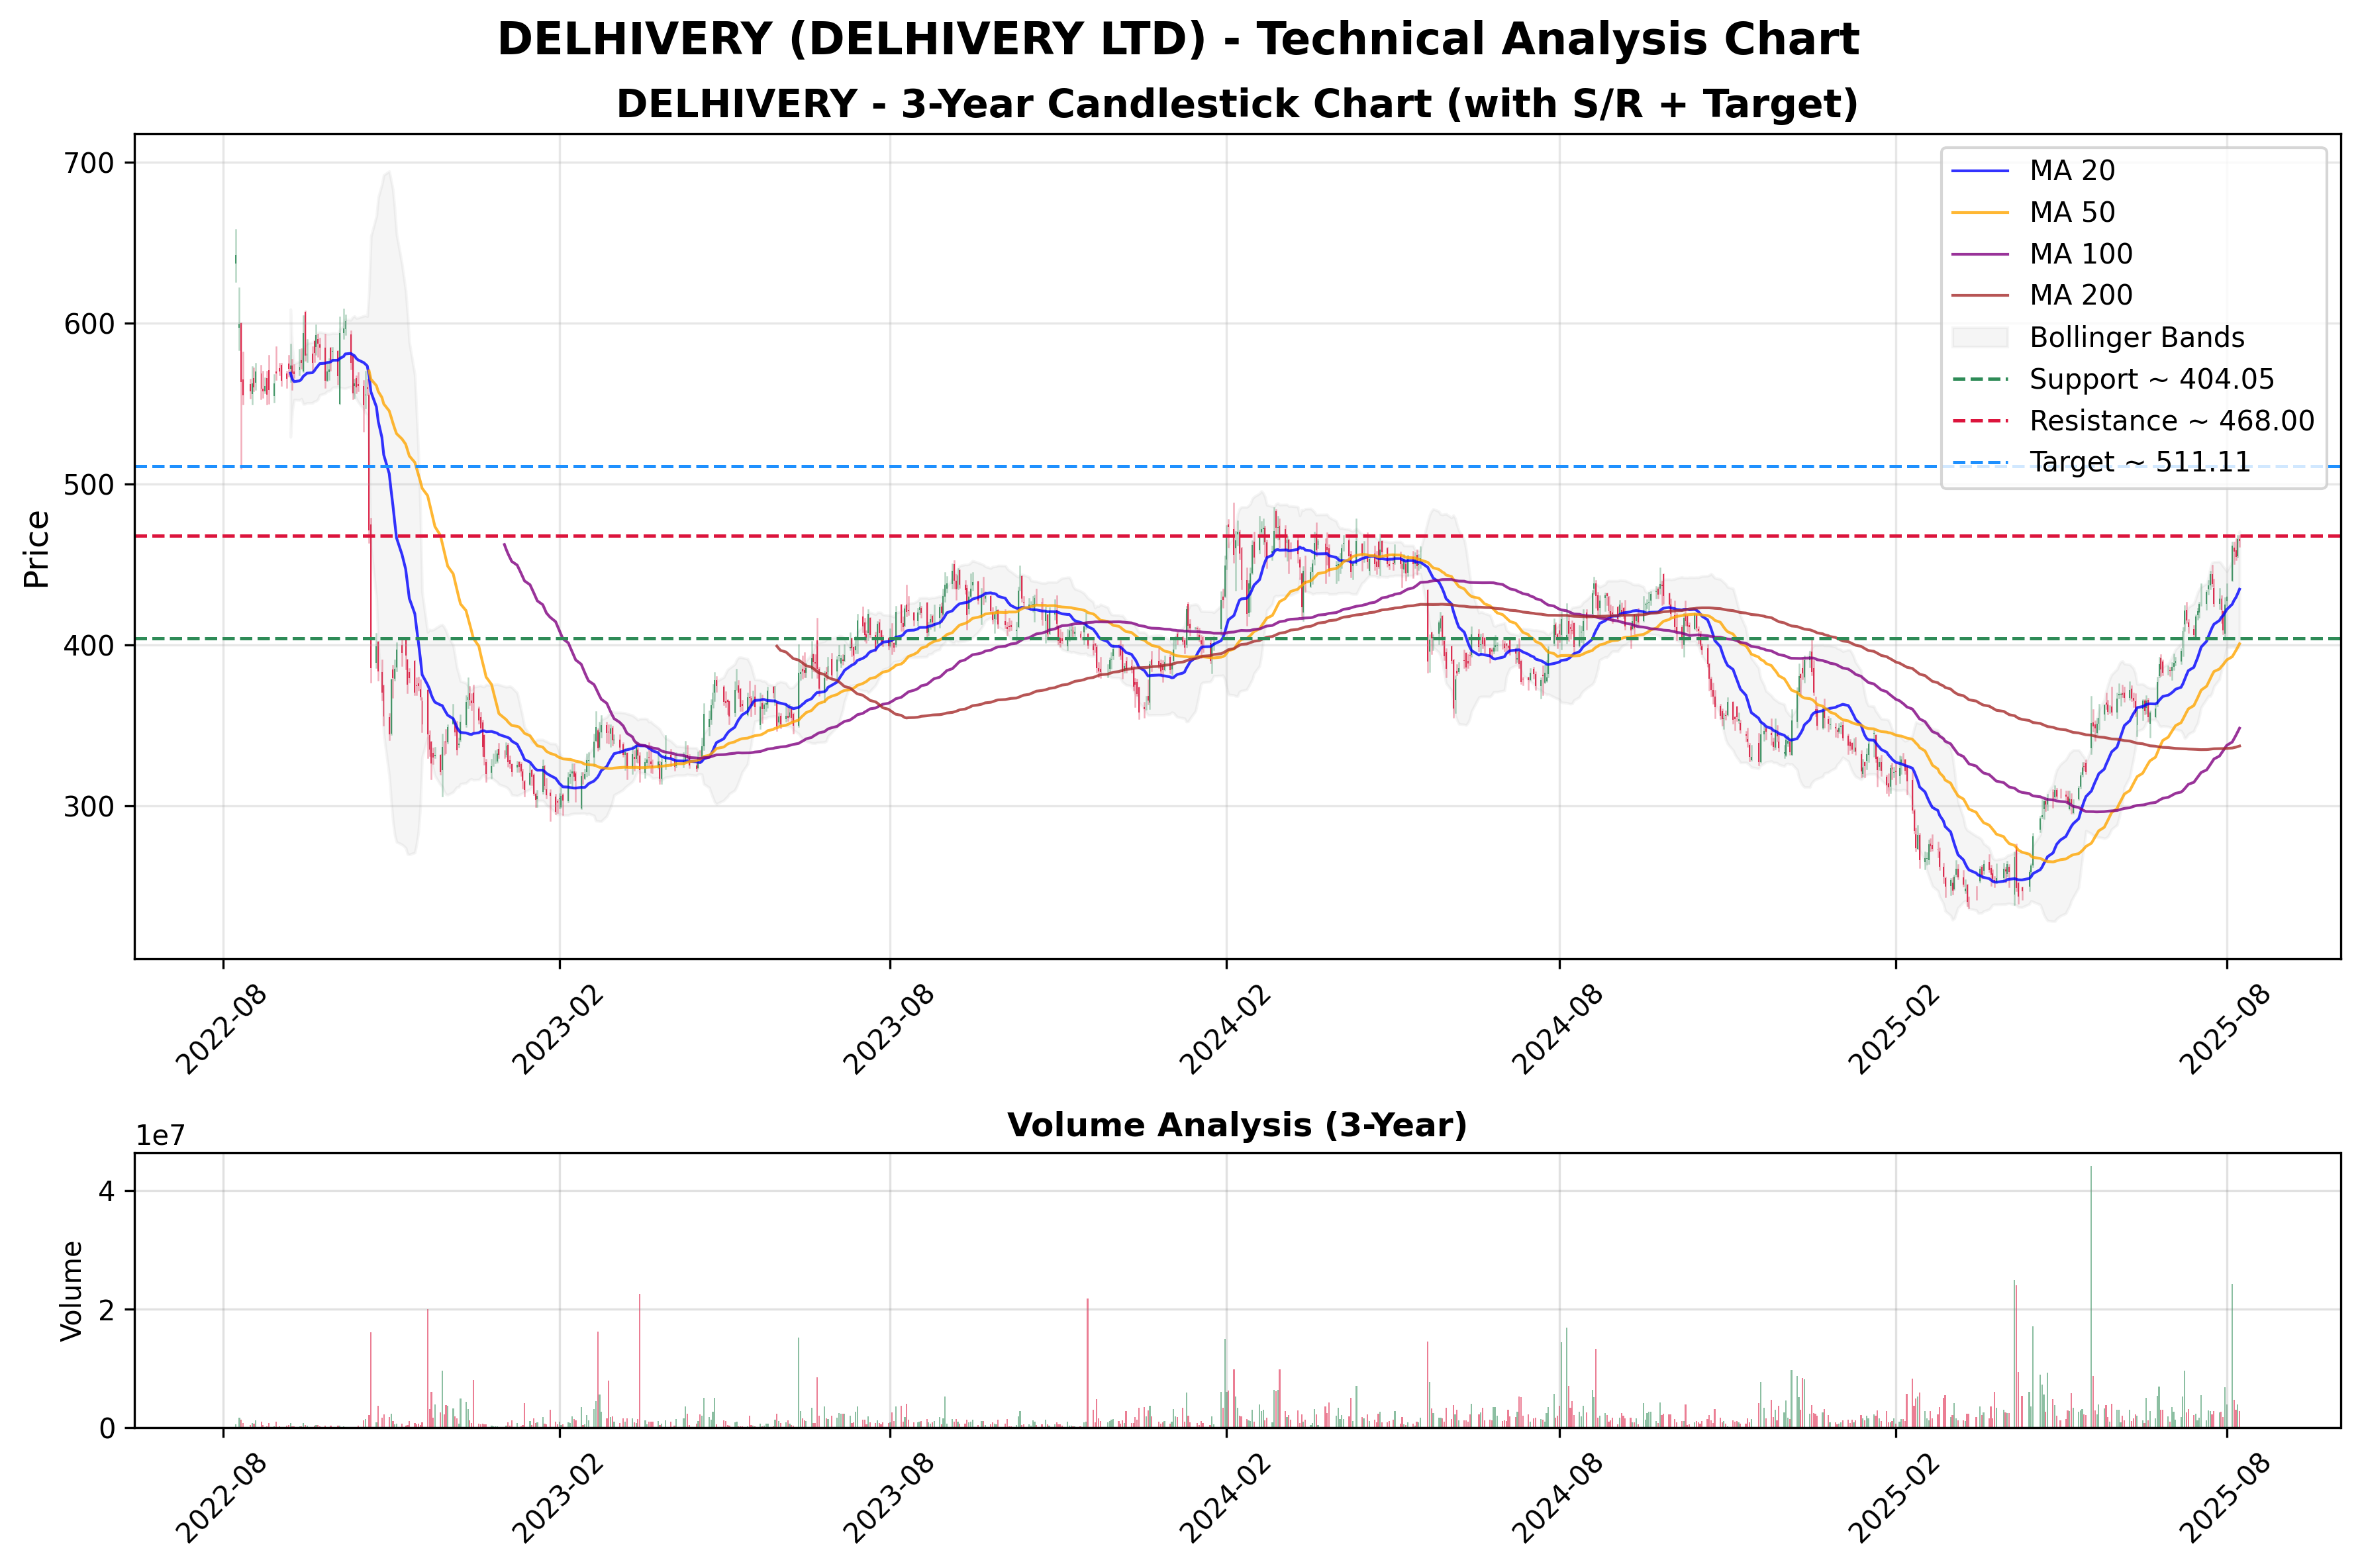 DELHIVERY (DELHIVERY LTD) - Technical Analysis Chart
DELHIVERY - 3-Year Candlestick Chart (with S/R + Target)
Price
700
600
500
400
300
MA 20
MA 50
MA 100
MA 200
Bollinger Bands
Support ~ 404.05
Resistance ~ 468.00
Target ~ 511.11
2022-08
2023-02
2023-08
2024-02
2024-08
2025-02
2025-08
Volume Analysis (3-Year)
1e7
Volume
4
2
0
2022-08
2023-02
2023-08
2024-02
2024-08
2025-02
2025-08